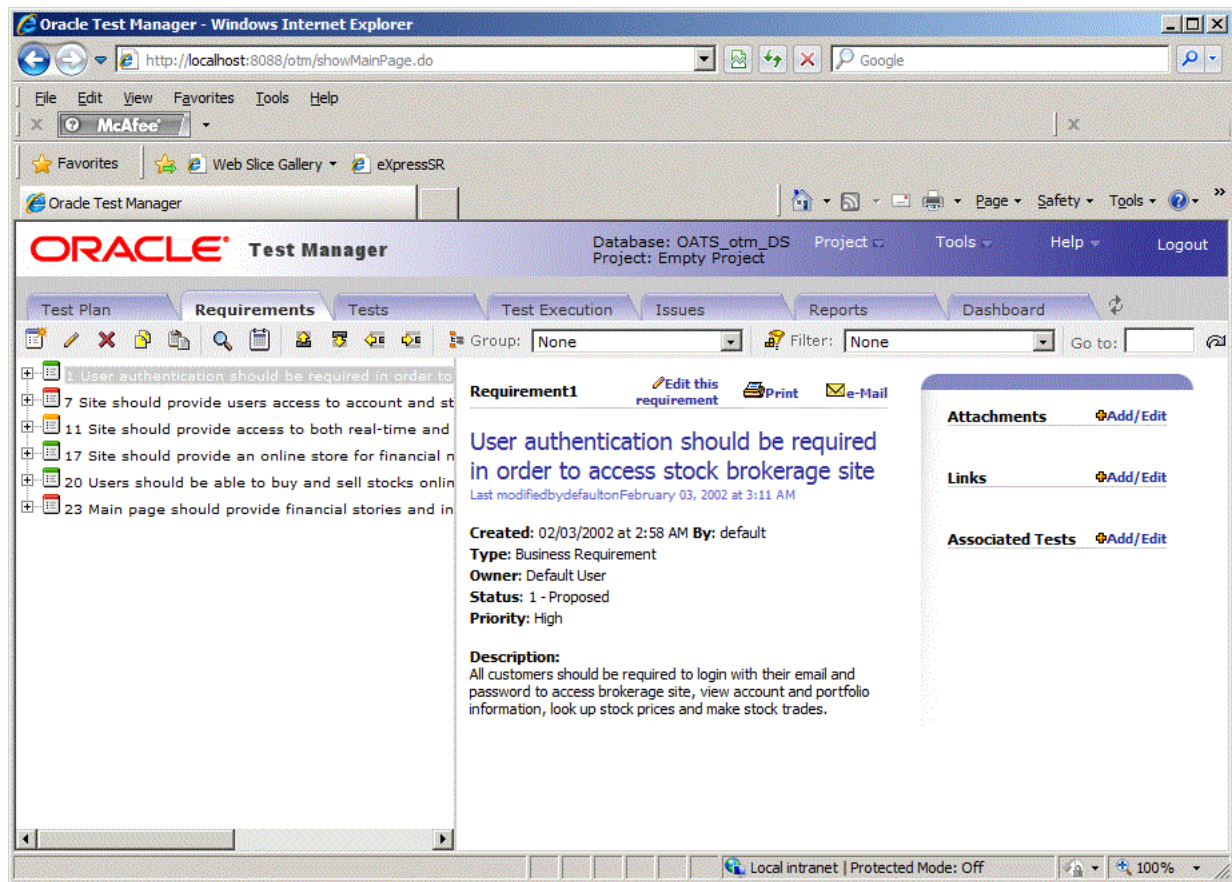 Oracle Test Manager - Windows Internet Explorer
http://localhost:8088/otm/showMainPage.do
Google
File Edit View Favorites Tools Help
McAfee
Favorites Web Slice Gallery eXpressSR
Oracle Test Manager
Page Safety Tools
ORACLE Test Manager
Database: OATS_otm_DS
Project: Empty Project
Project Tools Help Logout
Test Plan Requirements Tests Test Execution Issues Reports Dashboard
Group: None Filter: None Go to:
1 User authentication should be required in order to
7 Site should provide users access to account and st
11 Site should provide access to both real-time and
17 Site should provide an online store for financial n
20 Users should be able to buy and sell stocks onlin
23 Main page should provide financial stories and in
Requirement1
Edit this
requirement
Print
e-Mail
User authentication should be required
in order to access stock brokerage site
Last modifiedbydefaultonFebruary 03, 2002 at 3:11 AM
Created: 02/03/2002 at 2:58 AM By: default
Type: Business Requirement
Owner: Default User
Status: 1 - Proposed
Priority: High
Description:
All customers should be required to login with their email and
password to access brokerage site, view account and portfolio
information, look up stock prices and make stock trades.
Attachments Add/Edit
Links Add/Edit
Associated Tests Add/Edit
Local intranet | Protected Mode: Off
100%